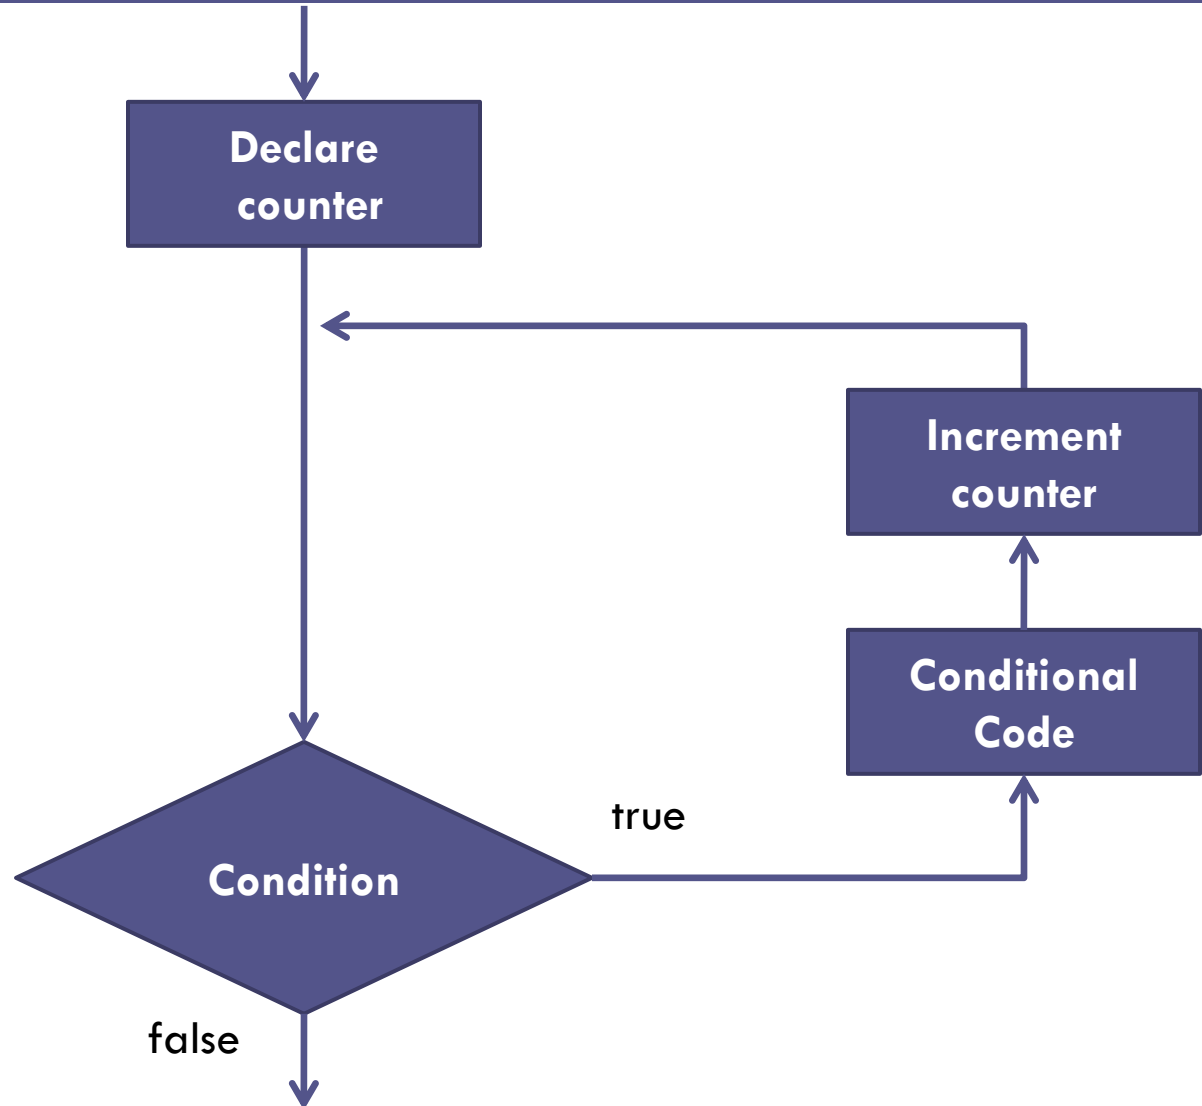 Declare
counter
Increment
counter
Conditional
Code
true
Condition
false